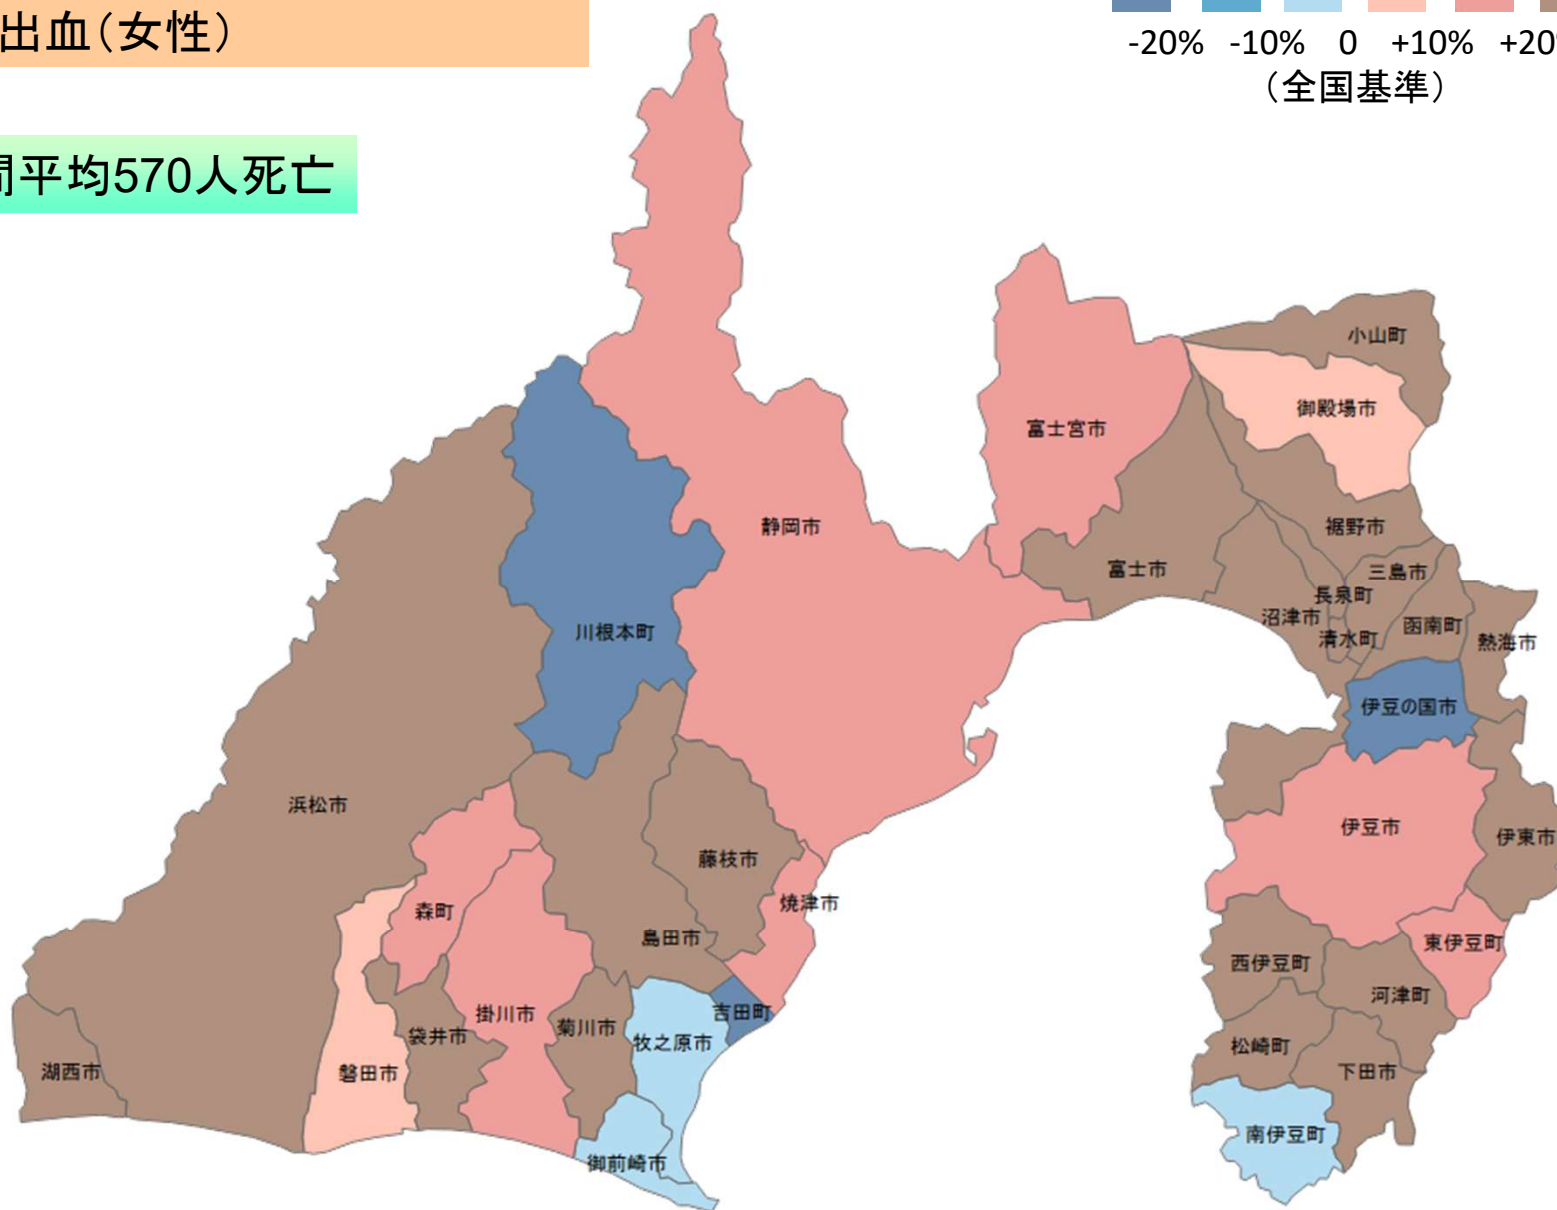 出血（女性）
-20% -10% 0 +10% +20%
（全国基準）
間平均570人死亡
小山町
御殿場市
富士宮市
静岡市
裾野市
富士市
三島市
長泉町
沼津市
函南町
川根本町
清水町
熱海市
伊豆の国市
浜松市
伊豆市
伊東市
藤枝市
焼津市
森町
島田市
東伊豆町
西伊豆町
河津町
掛川市
吉田町
菊川市
袋井市
牧之原市
松崎町
湖西市
磐田市
下田市
南伊豆町
御前崎市